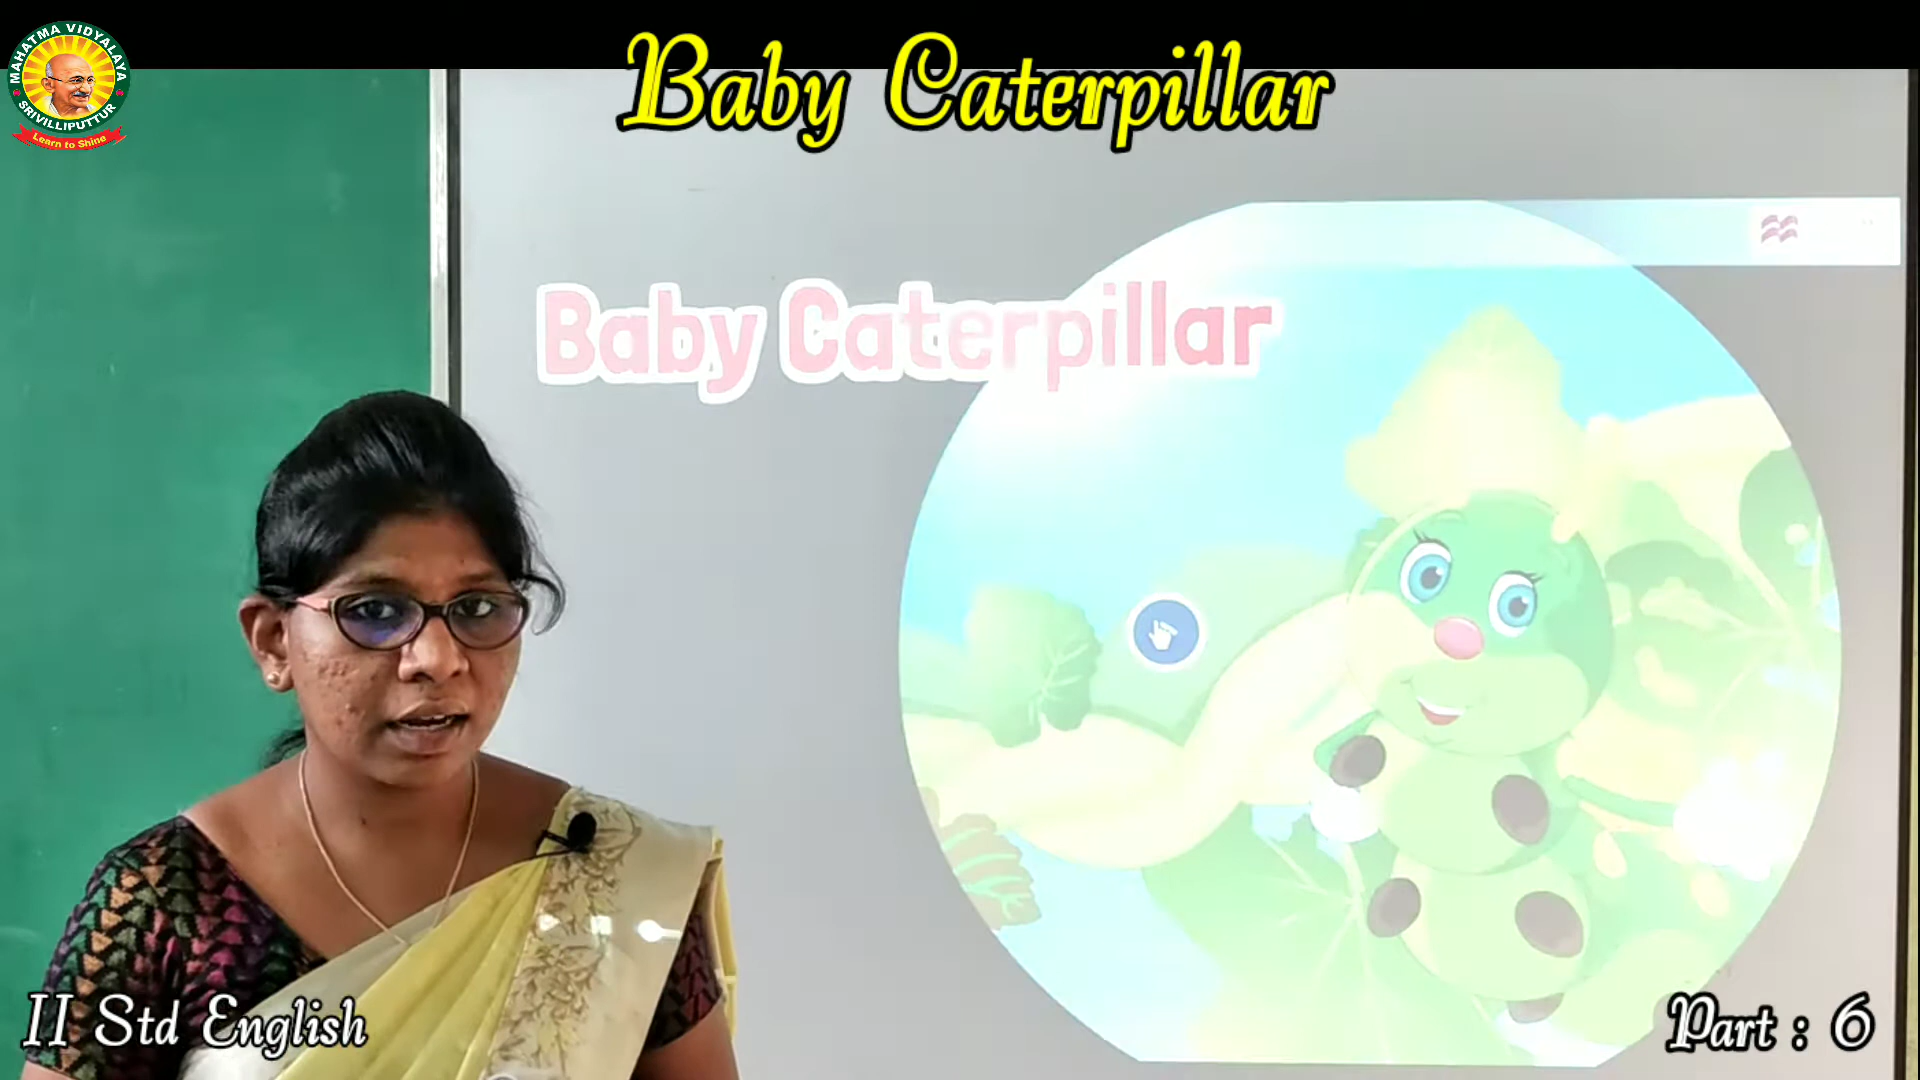 MAHATMA VIDYALAYA
SRIVILLIPUTTUR
Learn to Shine
Baby Caterpillar
Baby Caterpillar
II Std English
Part : 6